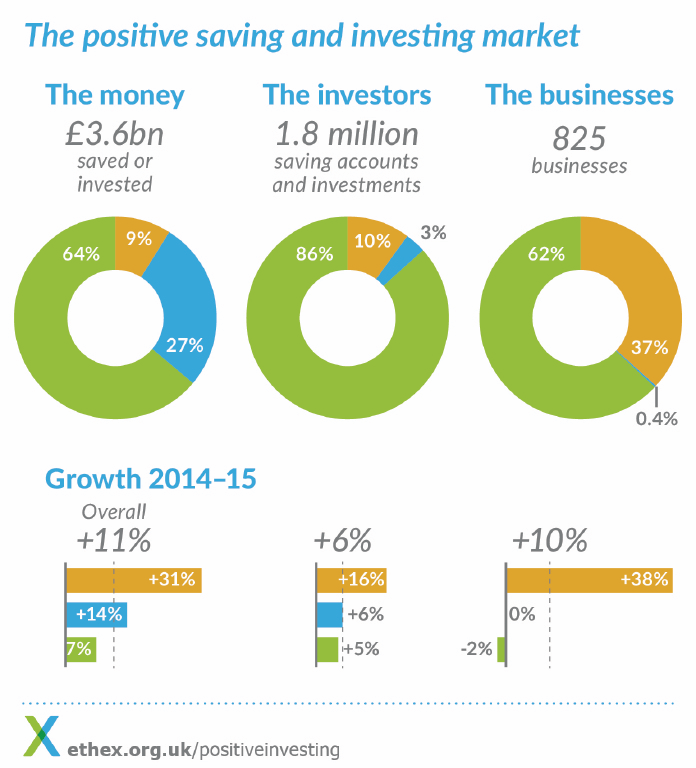 The positive saving and investing market
The money
£3.6bn
saved or
invested
The investors
1.8 million
saving accounts
and investments
The businesses
825
businesses
64%
9%
27%
86%
10%
3%
62%
37%
0.4%
Growth 2014–15
Overall
+11%
+31%
+14%
7%
+6%
+16%
+6%
+5%
+10%
+38%
0%
-2%
ethex.org.uk/positiveinvesting